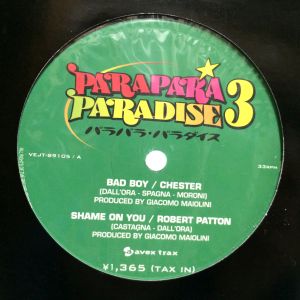 PARAPARA
PARADISE 3
パラパラ・パラダイス
VEJT-89105 / A
33RPM
BAD BOY / CHESTER
(DALL'ORA - SPAGNA - MORONI)
PRODUCED BY GIACOMO MAIOLINI
SHAME ON YOU / ROBERT PATTON
(CASTAGNA - DALL'ORA)
PRODUCED BY GIACOMO MAIOLINI
avex trax
¥1,365 (TAX IN)